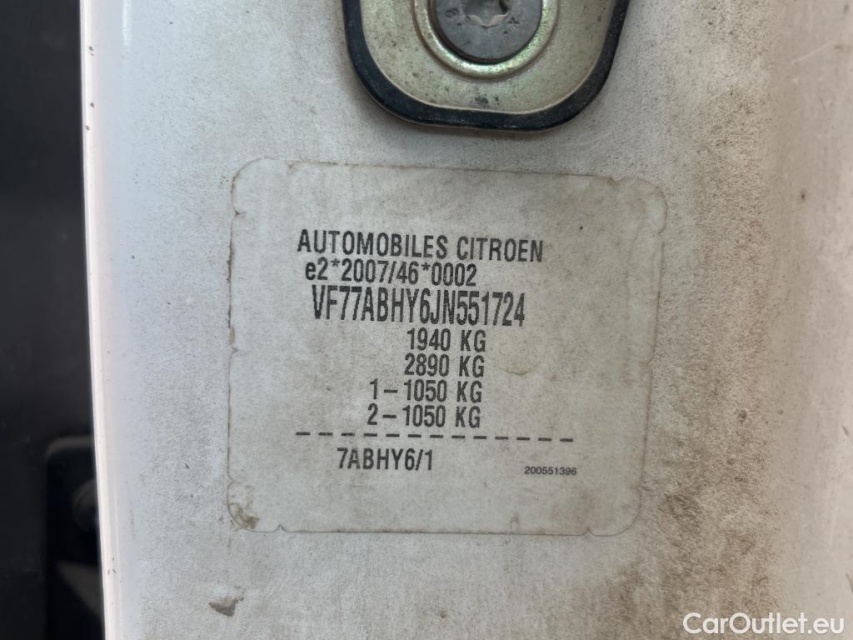 AUTOMOBILES CITROEN
e2*2007/46*0002
VF77ABHY6JN551724
1940 KG
2890 KG
1-1050 KG
2-1050 KG
7ABHY6/1 200551396
CarOutlet.eu